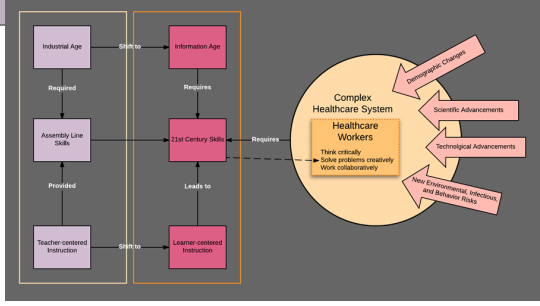 Industrial Age
Shift to
Information Age
Required
Requires
Assembly Line
Skills
21st Century Skills
Requires
Provided
Leads to
Teacher-centered
Instruction
Shift to
Learner-centered
Instruction
Complex
Healthcare System
Healthcare
Workers
Think critically
Solve problems creatively
Work collaboratively
Demographic Changes
Scientific Advancements
Technolgical Advancements
New Environmental, Infectious,
and Behavior Risks